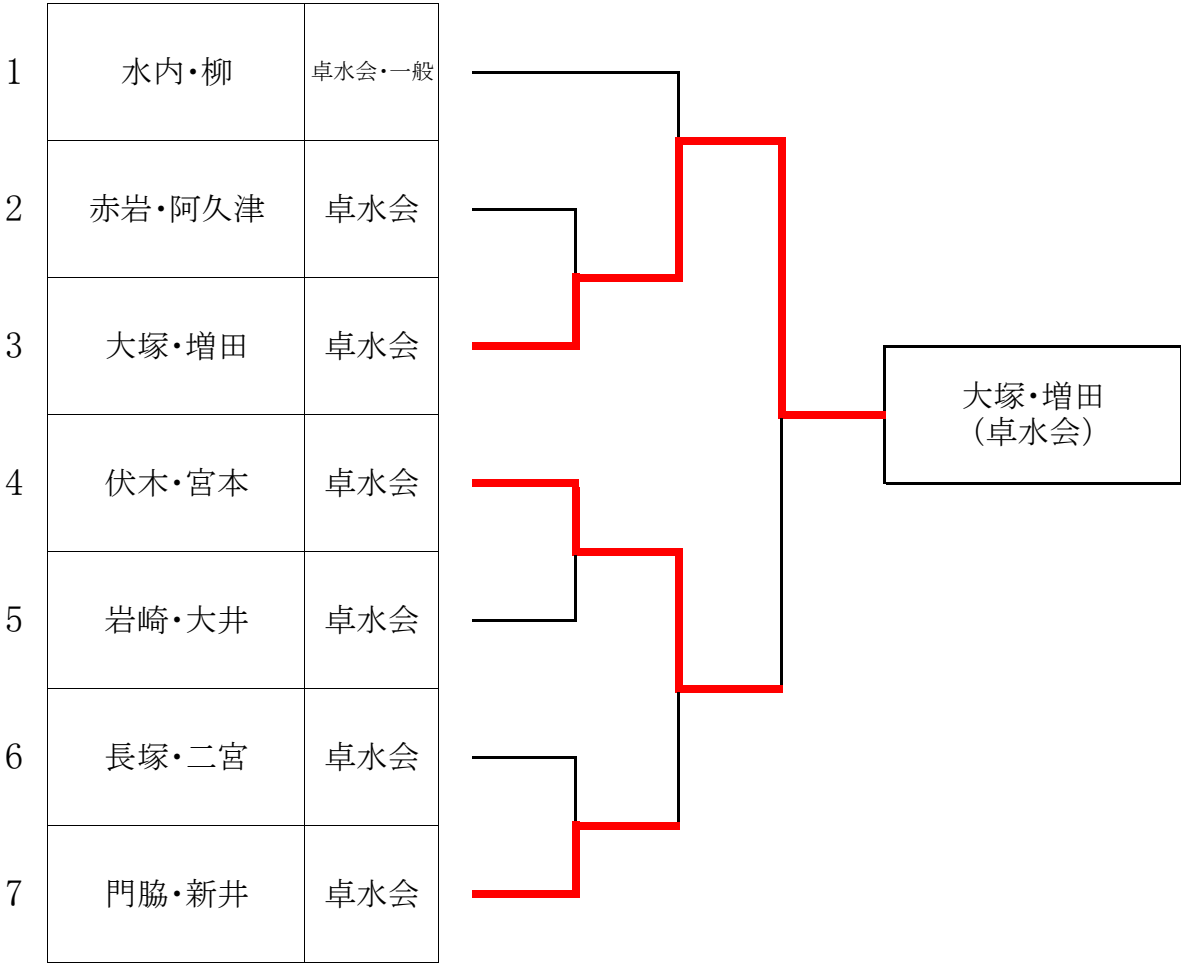 1 水内・柳 卓水会・一般
2 赤岩・阿久津 卓水会
3 大塚・増田 卓水会
4 伏木・宮本 卓水会
5 岩崎・大井 卓水会
6 長塚・二宮 卓水会
7 門脇・新井 卓水会
大塚・増田
（卓水会）